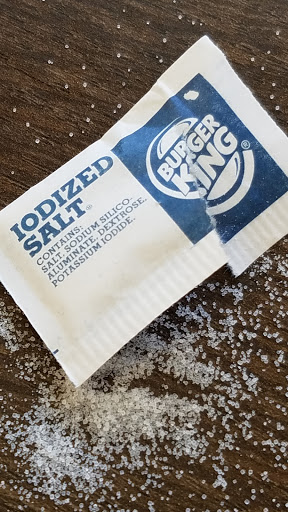 IODIZED
SALT®
CONTAINS:
SALT, SODIUM SILICO
ALUMINATE, DEXTROSE,
POTASSIUM IODIDE.
BURGER
KING®